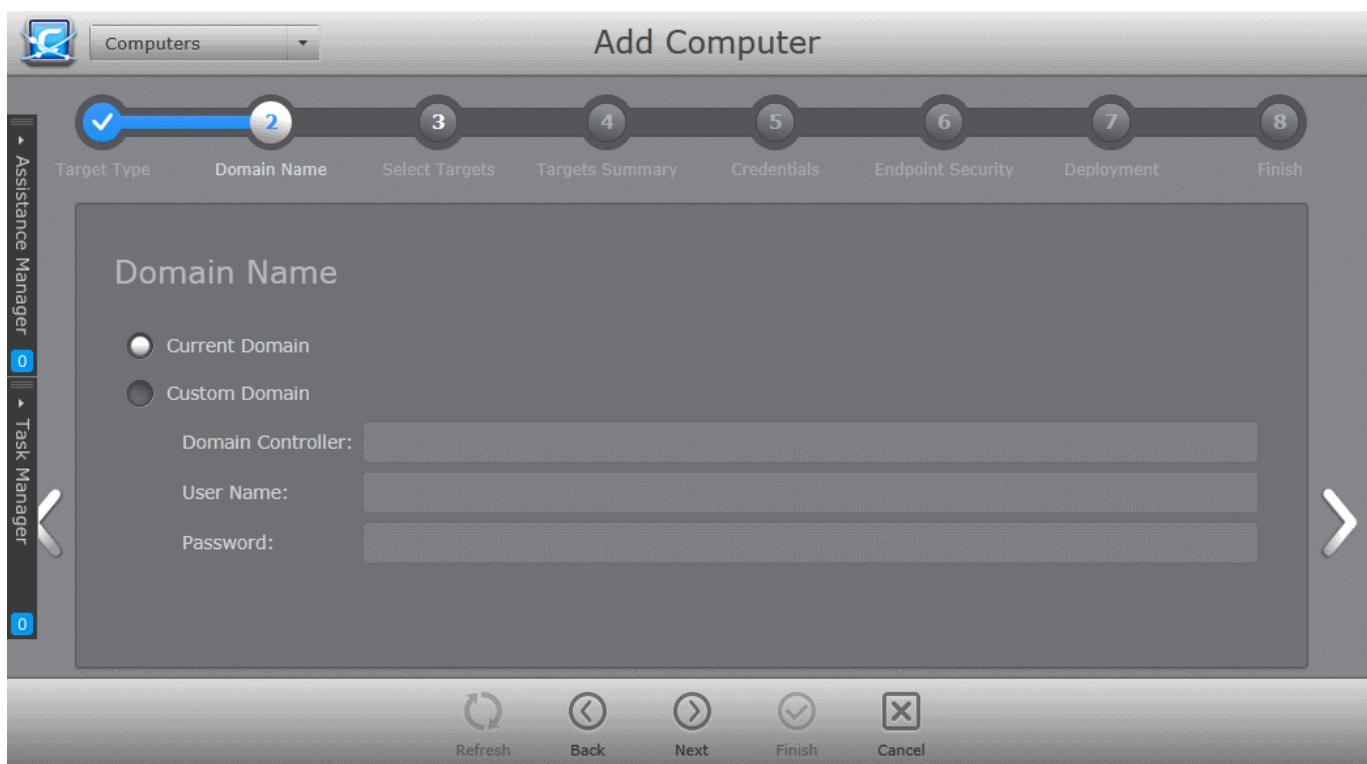 Computers
Add Computer
2 3 4 5 6 7 8
Target Type Domain Name Select Targets Targets Summary Credentials Endpoint Security Deployment Finish
Assistance Manager
0
Task Manager
0
Domain Name
Current Domain
Custom Domain
Domain Controller:
User Name:
Password:
Refresh Back Next Finish Cancel